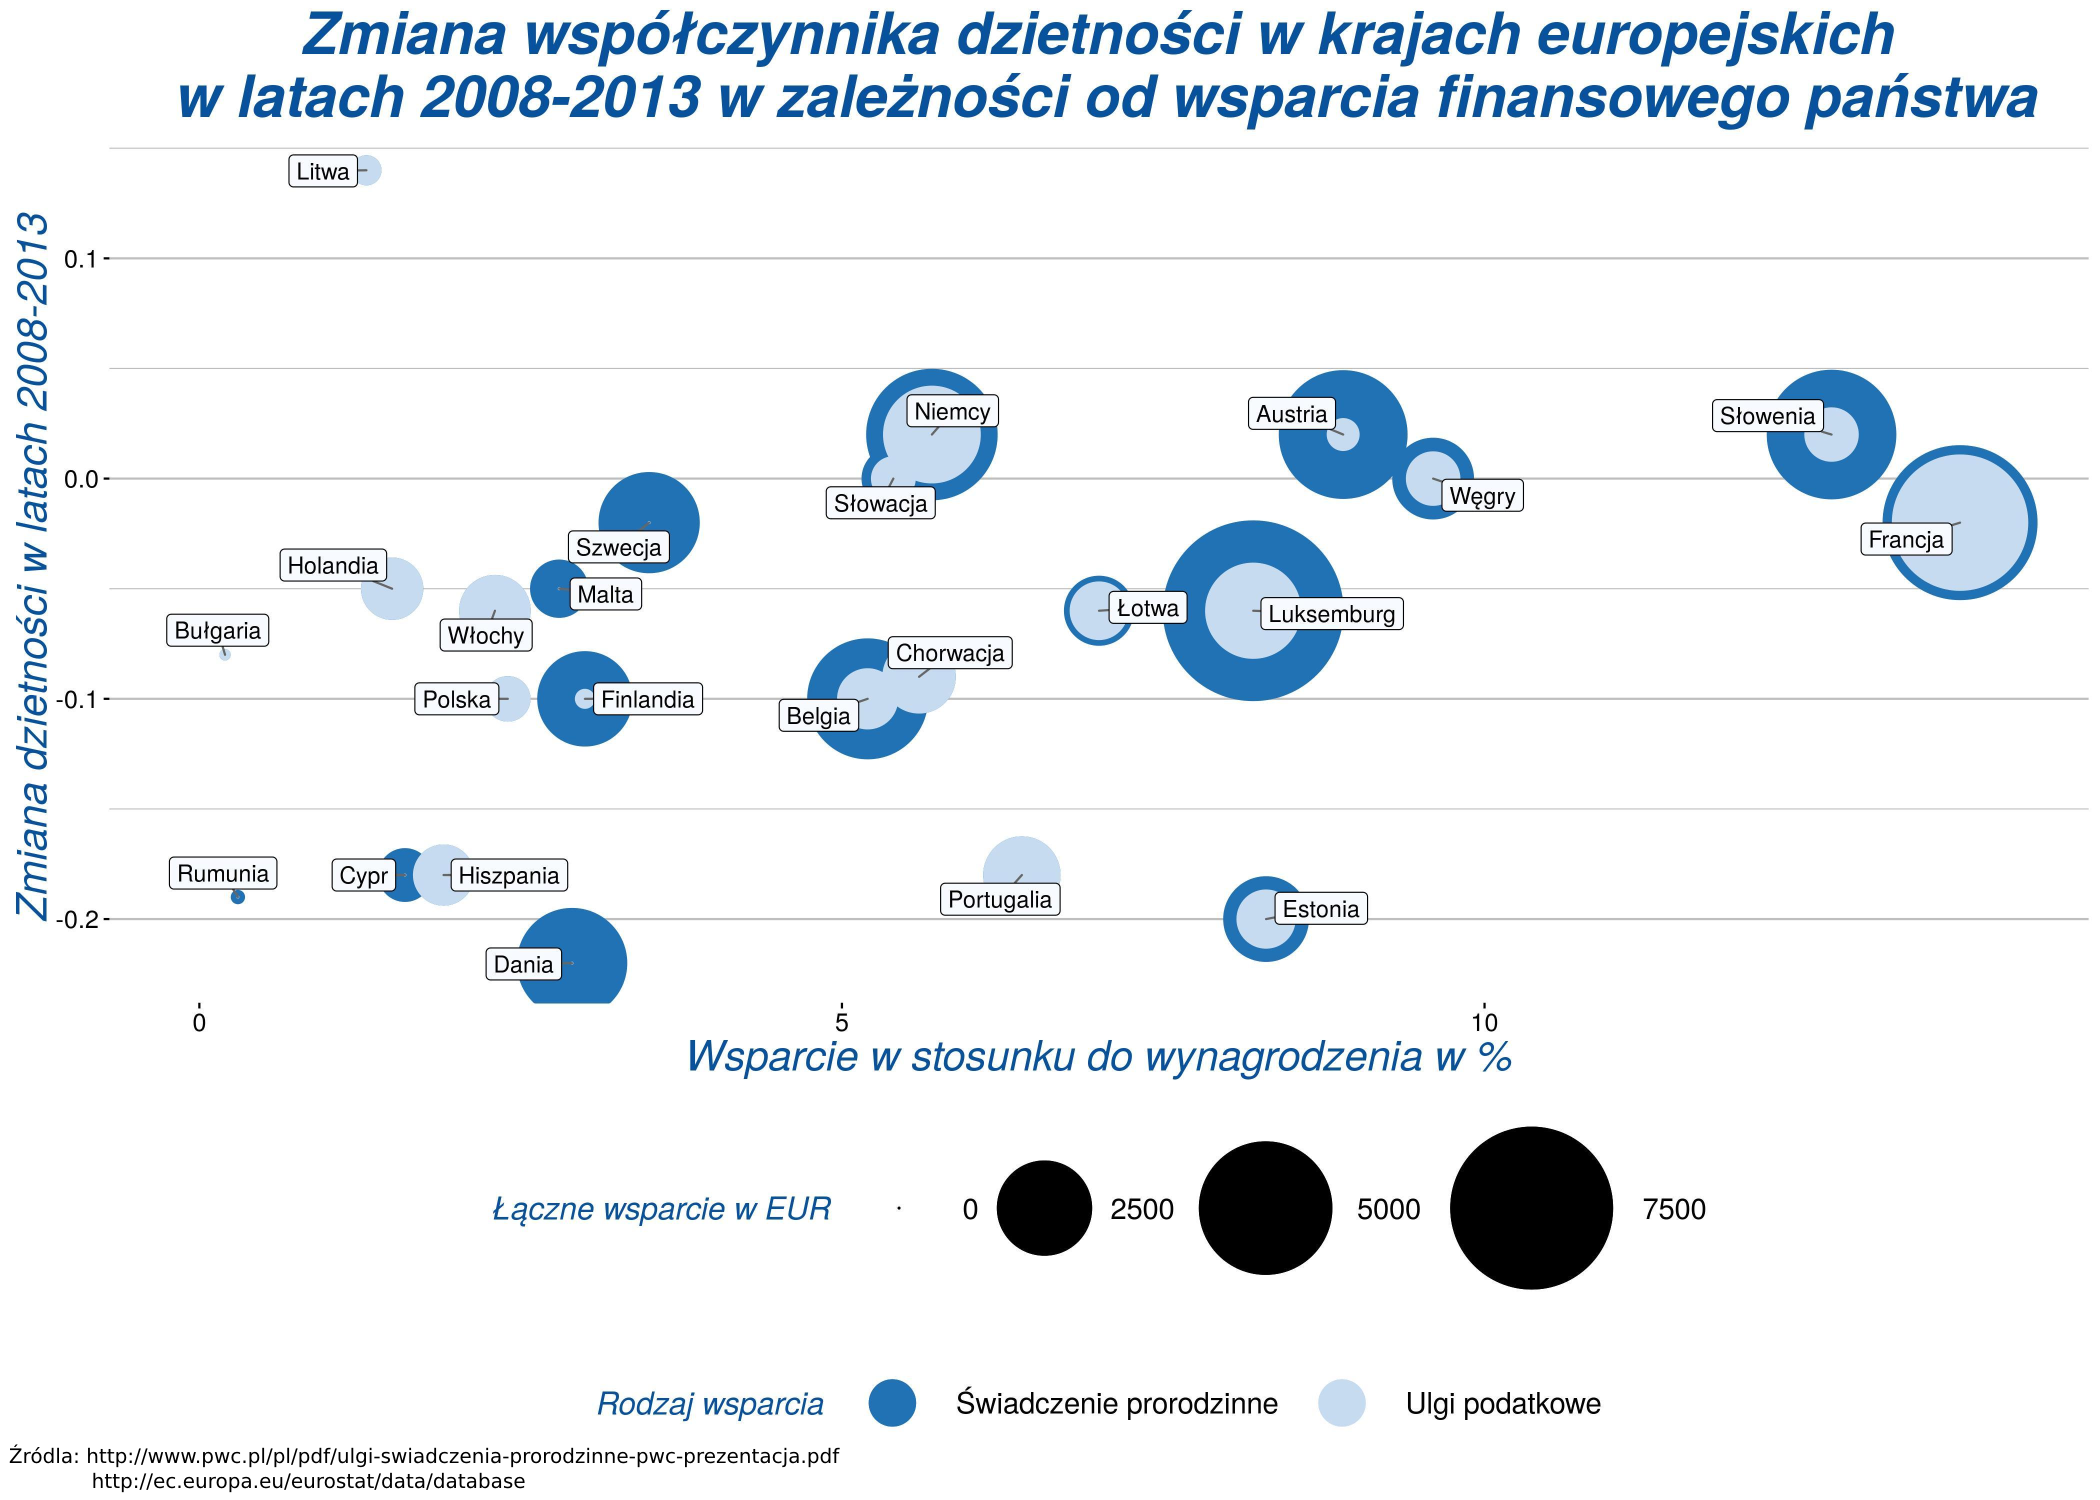 Zmiana współczynnika dzietności w krajach europejskich
w latach 2008-2013 w zależności od wsparcia finansowego państwa
Zmiana dzietności w latach 2008-2013
0.1
0.0
-0.1
-0.2
Litwa
Niemcy
Austria
Słowenia
Słowacja
Węgry
Francja
Szwecja
Holandia
Malta
Łotwa
Luksemburg
Bułgaria
Włochy
Chorwacja
Polska
Finlandia
Belgia
Rumunia
Cypr
Hiszpania
Portugalia
Estonia
Dania
0
5
10
Wsparcie w stosunku do wynagrodzenia w %
Łączne wsparcie w EUR 0 2500 5000 7500
Rodzaj wsparcia Świadczenie prorodzinne Ulgi podatkowe
Źródla: http://www.pwc.pl/pl/pdf/ulgi-swiadczenia-prorodzinne-pwc-prezentacja.pdf
http://ec.europa.eu/eurostat/data/database